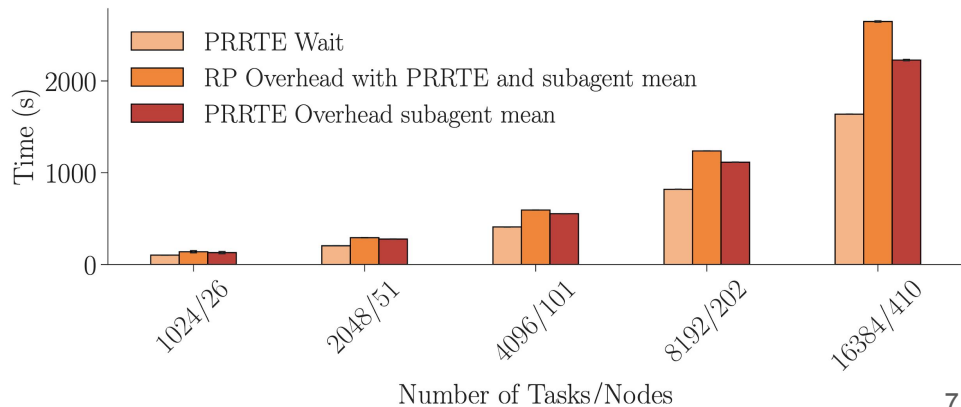 PRRTE Wait
RP Overhead with PRRTE and subagent mean
PRRTE Overhead subagent mean
Time (s)
2000
1000
0
1024/26
2048/51
4096/101
8192/202
16384/410
Number of Tasks/Nodes
7